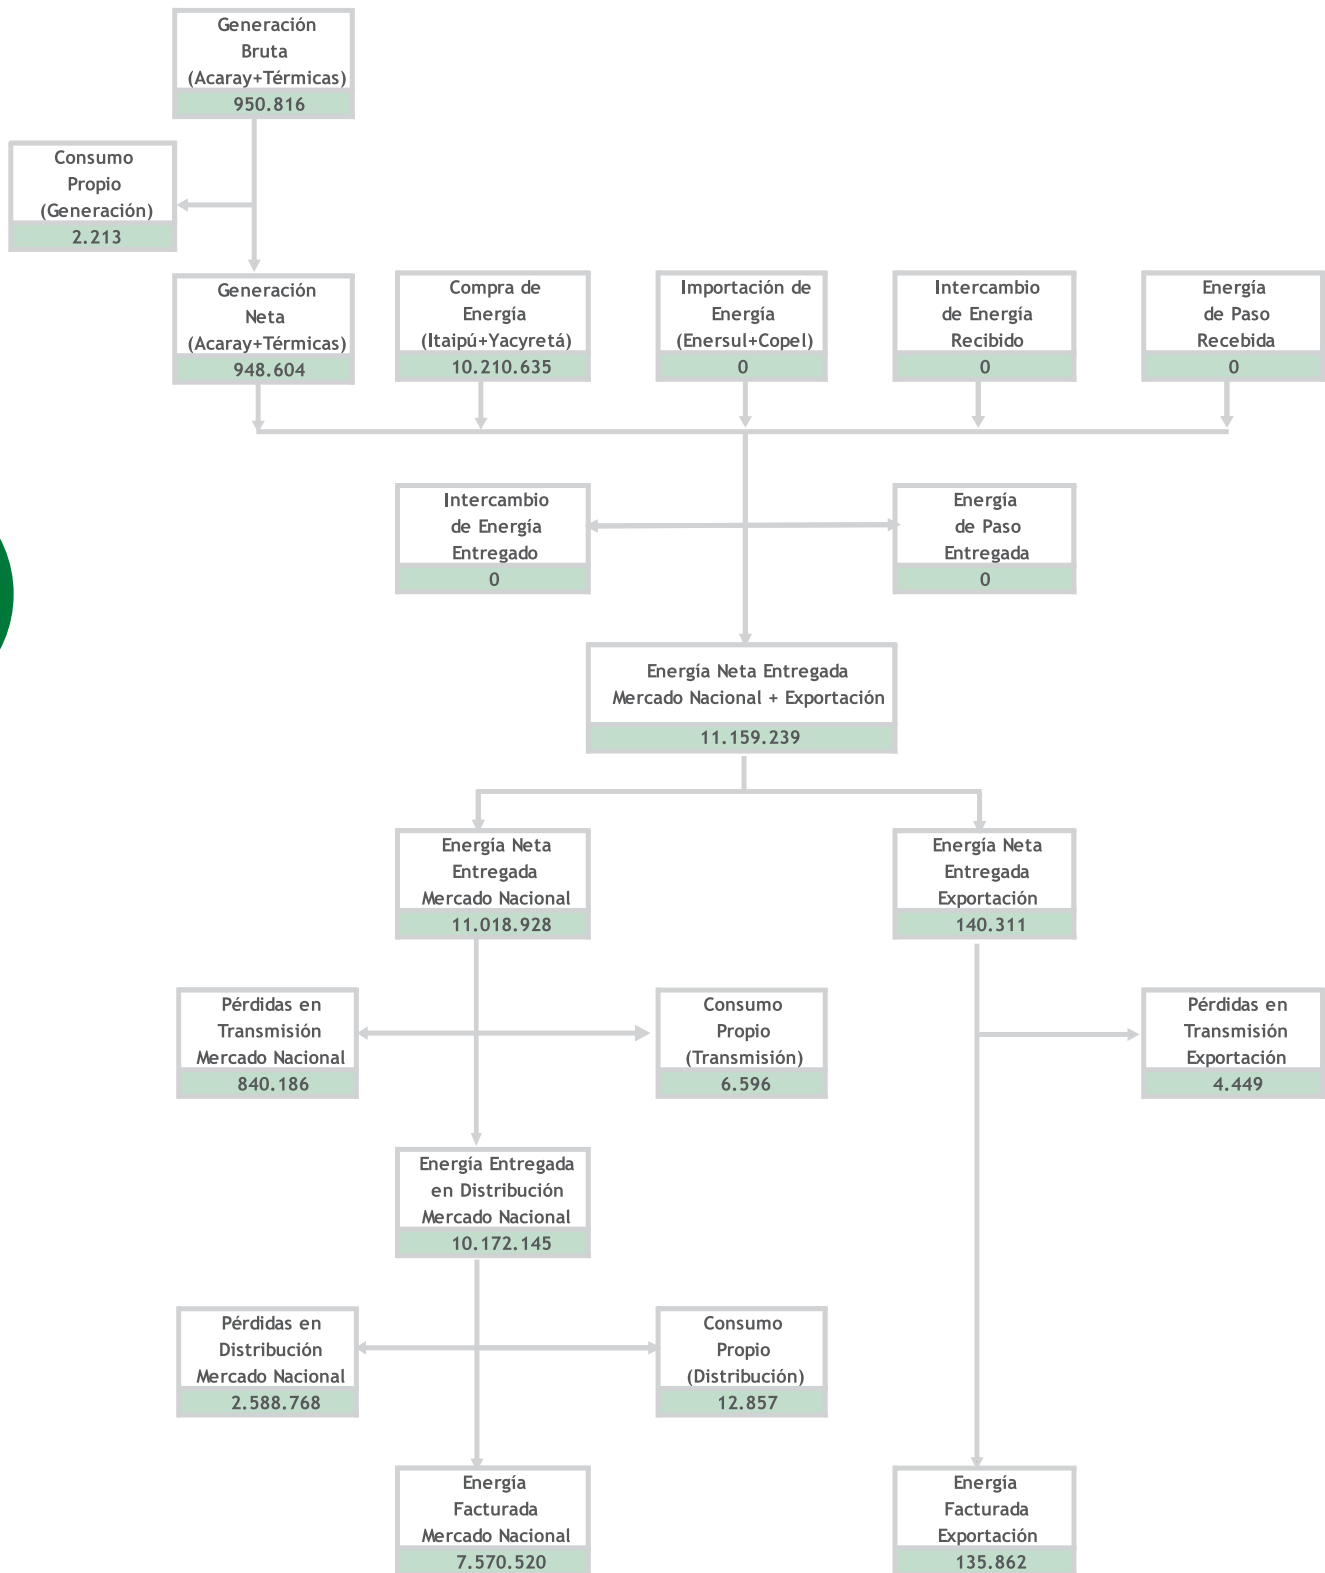 Generación
Bruta
(Acaray+Térmicas)
950.816
Consumo
Propio
(Generación)
2.213
Generación
Neta
(Acaray+Térmicas)
948.604
Compra de
Energía
(Itaipú+Yacyretá)
10.210.635
Importación de
Energía
(Enersul+Copel)
0
Intercambio
de Energía
Recibido
0
Energía
de Paso
Recebida
0
Intercambio
de Energía
Entregado
0
Energía
de Paso
Entregada
0
Energía Neta Entregada
Mercado Nacional + Exportación
11.159.239
Energía Neta
Entregada
Mercado Nacional
11.018.928
Energía Neta
Entregada
Exportación
140.311
Pérdidas en
Transmisión
Mercado Nacional
840.186
Consumo
Propio
(Transmisión)
6.596
Pérdidas en
Transmisión
Exportación
4.449
Energía Entregada
en Distribución
Mercado Nacional
10.172.145
Pérdidas en
Distribución
Mercado Nacional
2.588.768
Consumo
Propio
(Distribución)
12.857
Energía
Facturada
Mercado Nacional
7.570.520
Energía
Facturada
Exportación
135.862